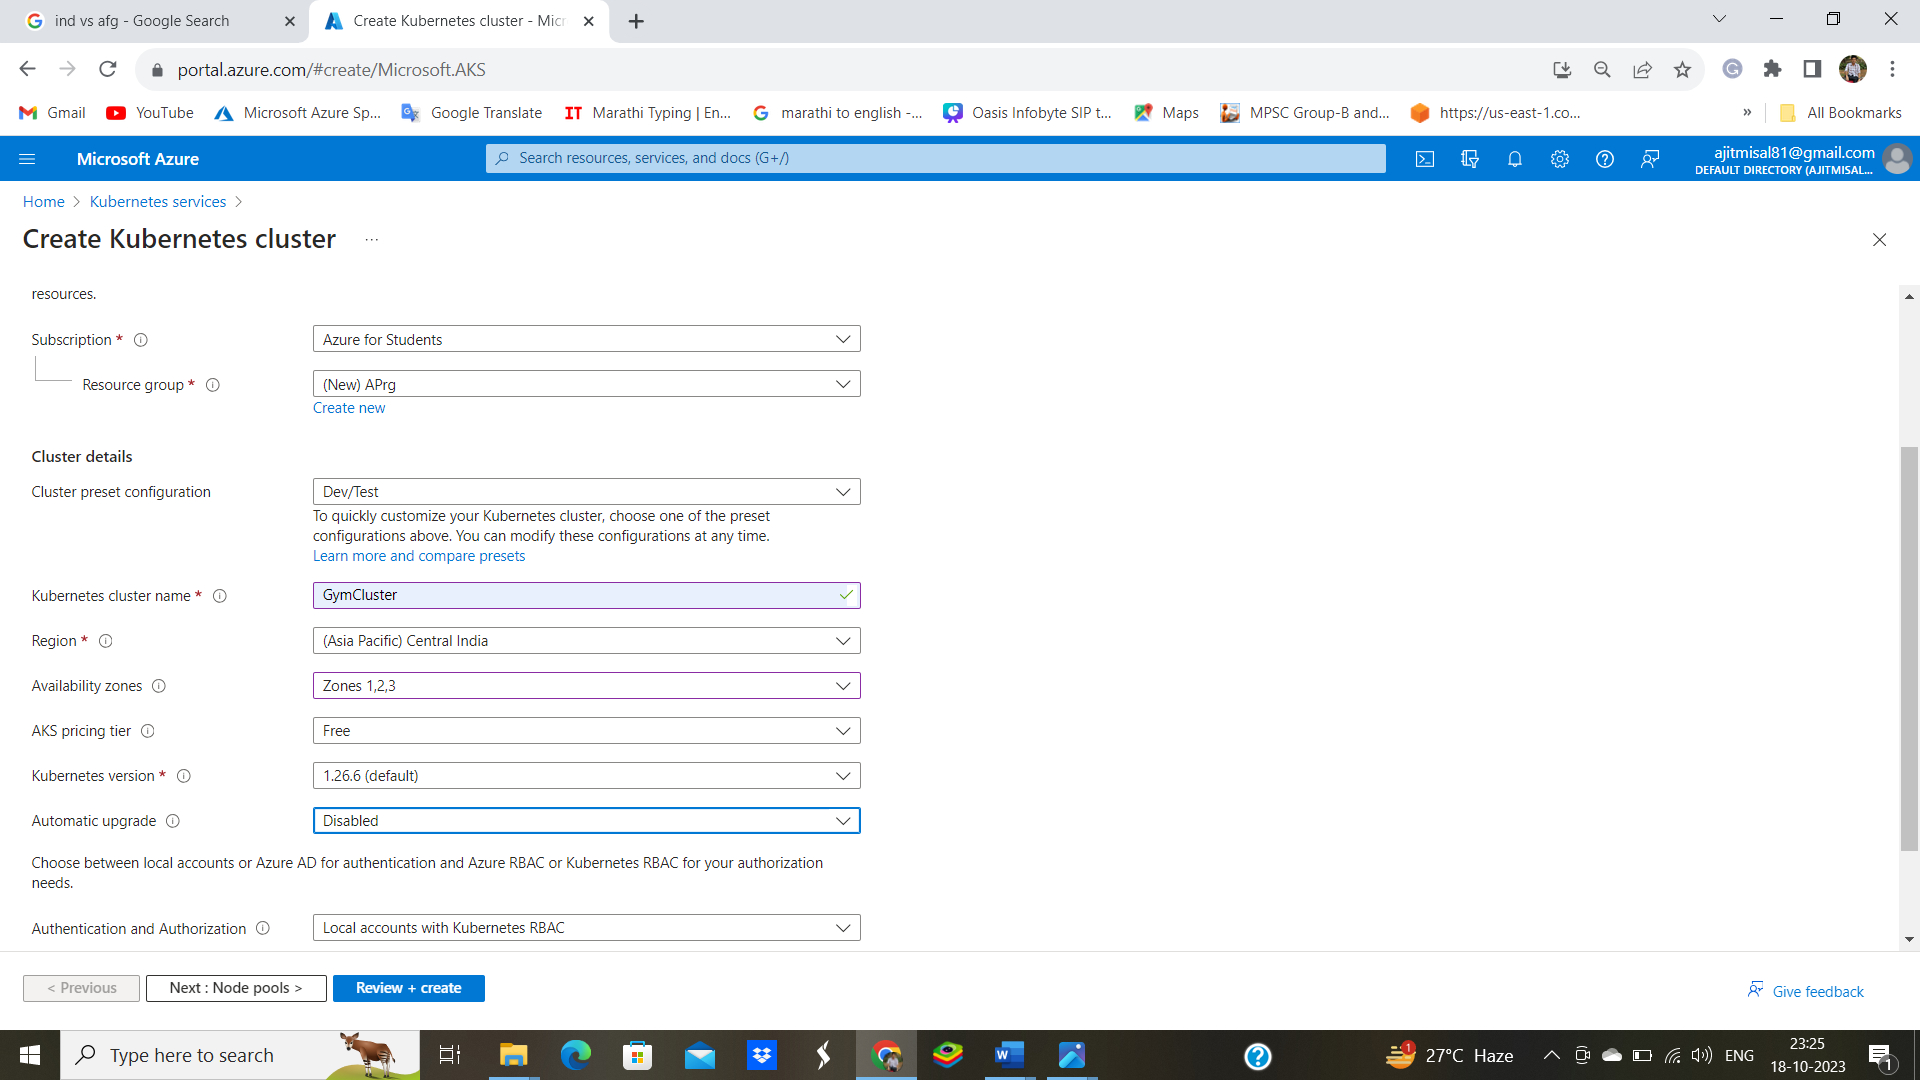 ind vs afg - Google Search
Create Kubernetes cluster - Micr
portal.azure.com/#create/Microsoft.AKS
Gmail
YouTube
Microsoft Azure Sp...
Google Translate
IT Marathi Typing | En...
marathi to english -...
Oasis Infobyte SIP t...
Maps
MPSC Group-B and...
https://us-east-1.co...
»
All Bookmarks
Microsoft Azure
Search resources, services, and docs (G+/)
ajitmisal81@gmail.com
DEFAULT DIRECTORY (AJITMISAL...
Home > Kubernetes services >
Create Kubernetes cluster ...
resources.
Subscription * Azure for Students
Resource group * (New) APrg
Create new
Cluster details
Cluster preset configuration Dev/Test
To quickly customize your Kubernetes cluster, choose one of the preset
configurations above. You can modify these configurations at any time.
Learn more and compare presets
Kubernetes cluster name * GymCluster
Region * (Asia Pacific) Central India
Availability zones Zones 1,2,3
AKS pricing tier Free
Kubernetes version * 1.26.6 (default)
Automatic upgrade Disabled
Choose between local accounts or Azure AD for authentication and Azure RBAC or Kubernetes RBAC for your authorization
needs.
Authentication and Authorization Local accounts with Kubernetes RBAC
< Previous
Next : Node pools >
Review + create
Give feedback
Type here to search
1
27°C Haze
ENG
23:25
18-10-2023
1